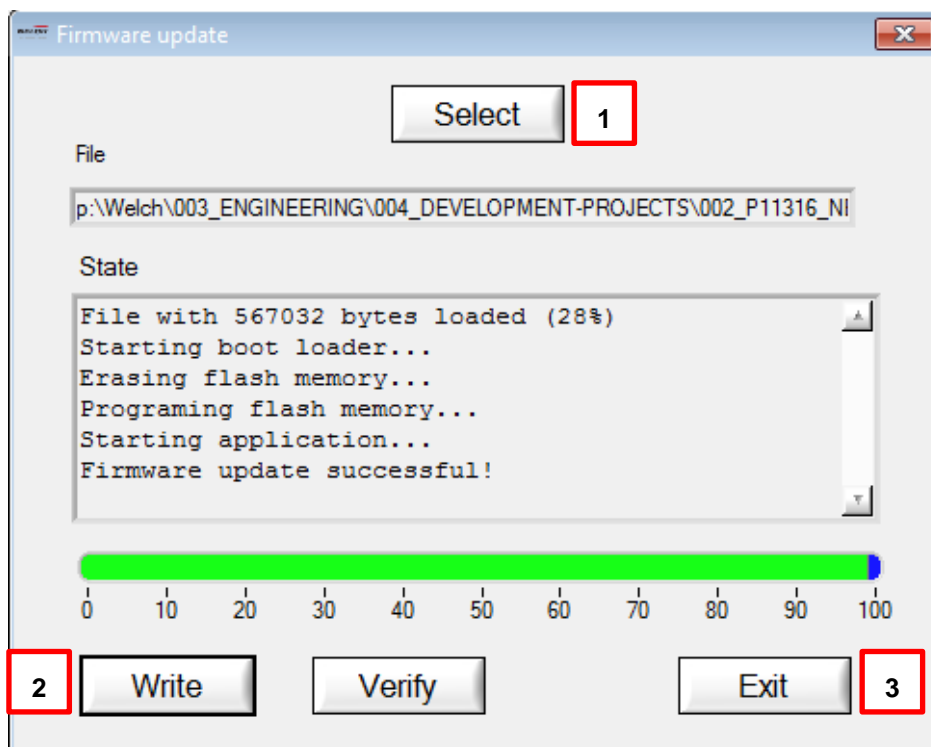 Firmware update
Select
1
File
p:\Welch\003_ENGINEERING\004_DEVELOPMENT-PROJECTS\002_P11316_NI
State
File with 567032 bytes loaded (28%)
Starting boot loader...
Erasing flash memory...
Programing flash memory...
Starting application...
Firmware update successful!
0 10 20 30 40 50 60 70 80 90 100
2 Write Verify Exit 3